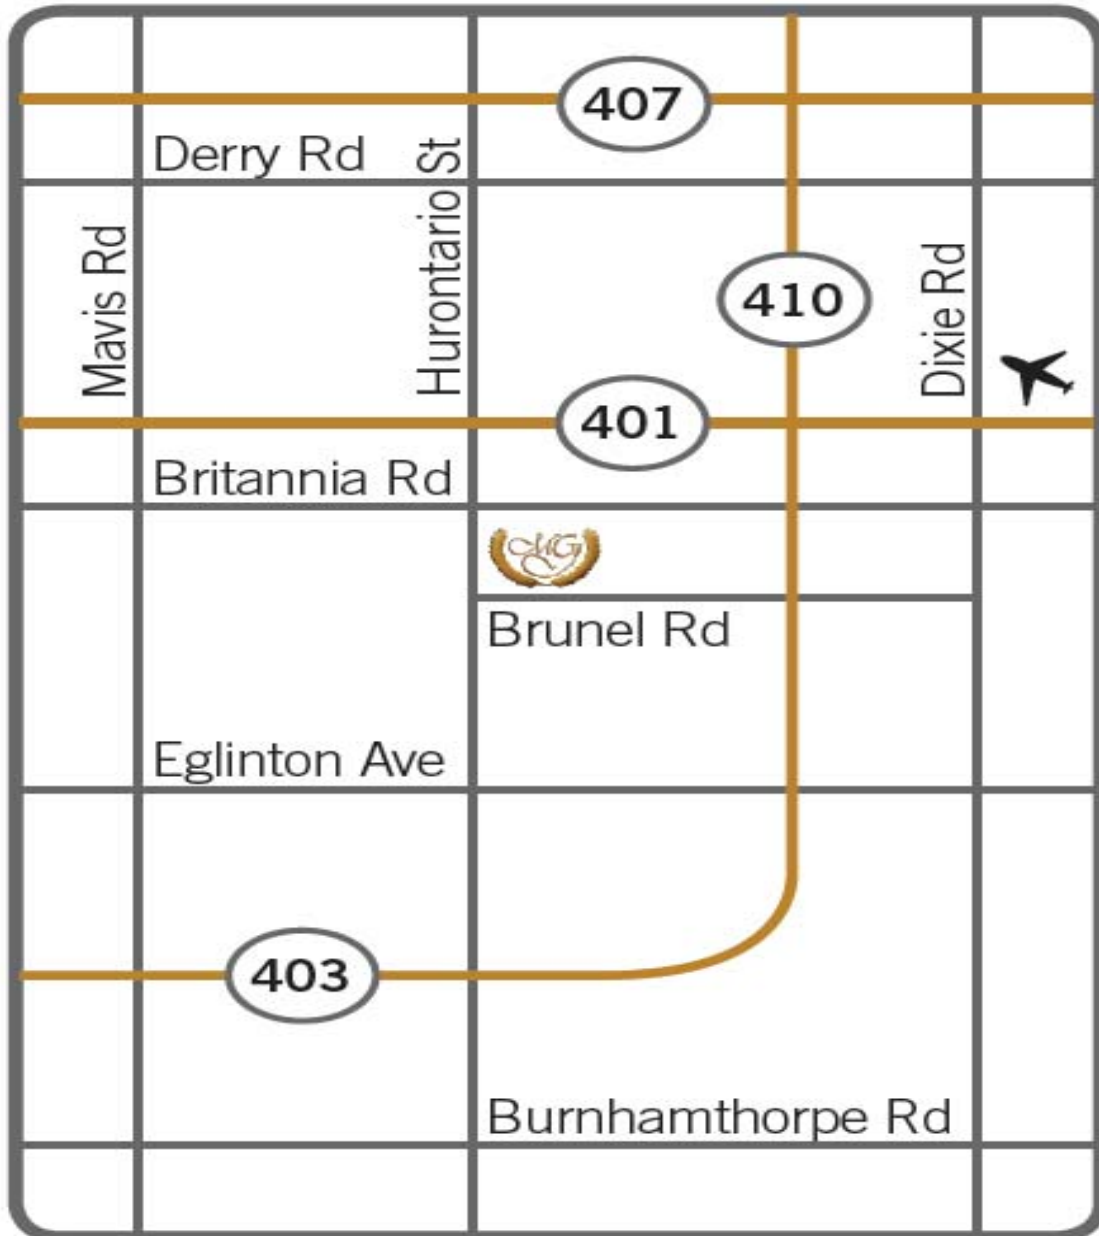 407
Derry Rd
Hurontario St
Mavis Rd
410
Dixie Rd
401
Britannia Rd
MG
Brunel Rd
Eglinton Ave
403
Burnhamthorpe Rd